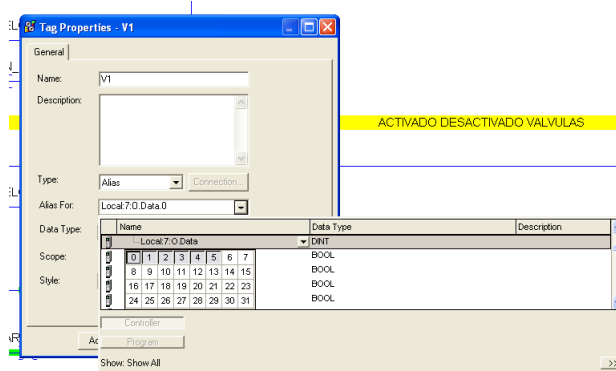 Tag Properties - V1
General
Name: V1
Description:
ACTIVADO DESACTIVADO VALVULAS
Type: Alias Connection...
Alias For: Local:7:O.Data.0
Data Type:
Name Data Type Description
Local:7:O.Data DINT
Scope:
0 1 2 3 4 5 6 7 BOOL
8 9 10 11 12 13 14 15 BOOL
Style:
16 17 18 19 20 21 22 23 BOOL
24 25 26 27 28 29 30 31 BOOL
Controller
Program
Show: Show All >>